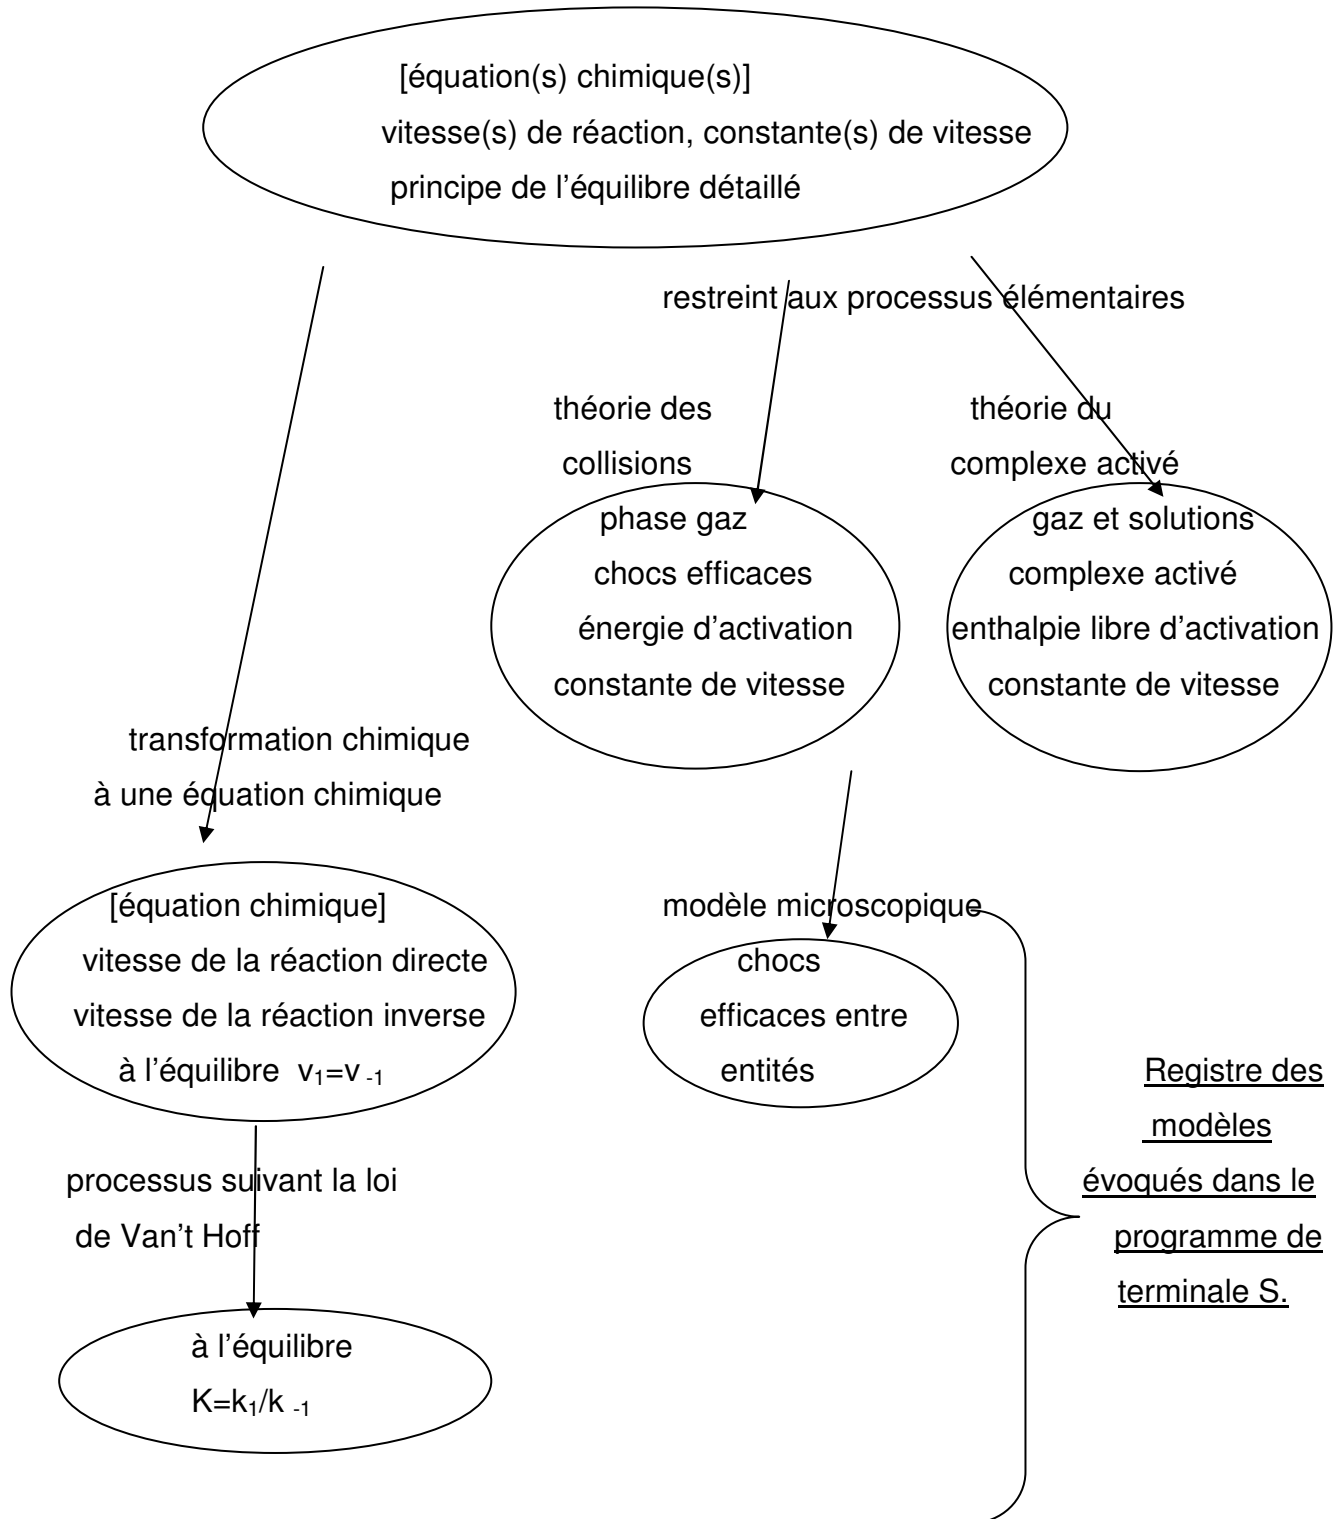 [équation(s) chimique(s)]
vitesse(s) de réaction, constante(s) de vitesse
principe de l'équilibre détaillé
restreint aux processus élémentaires
théorie des
collisions
phase gaz
chocs efficaces
énergie d'activation
constante de vitesse
théorie du
complexe activé
gaz et solutions
complexe activé
enthalpie libre d'activation
constante de vitesse
transformation chimique
à une équation chimique
[équation chimique]
vitesse de la réaction directe
vitesse de la réaction inverse
à l'équilibre v₁=v ₋₁
modèle microscopique
chocs
efficaces entre
entités
processus suivant la loi
de Van't Hoff
à l'équilibre
K=k₁/k ₋₁
Registre des
modèles
évoqués dans le
programme de
terminale S.